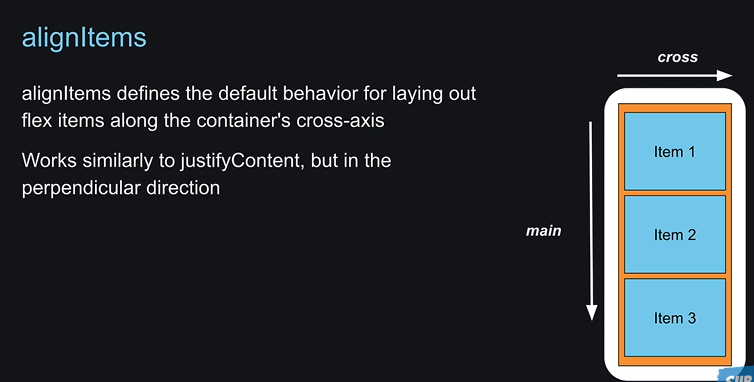 alignItems
alignItems defines the default behavior for laying out
flex items along the container's cross-axis
Works similarly to justifyContent, but in the
perpendicular direction
cross
main
Item 1
Item 2
Item 3